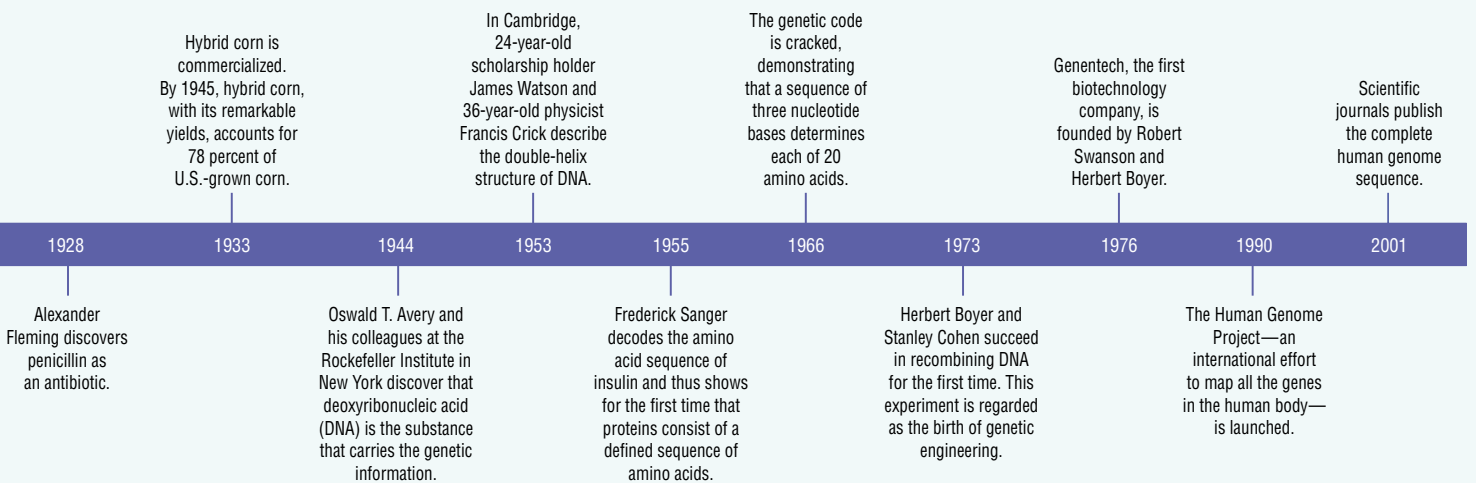 Hybrid corn is
commercialized.
By 1945, hybrid corn,
with its remarkable
yields, accounts for
78 percent of
U.S.-grown corn.
In Cambridge,
24-year-old
scholarship holder
James Watson and
36-year-old physicist
Francis Crick describe
the double-helix
structure of DNA.
The genetic code
is cracked,
demonstrating
that a sequence of
three nucleotide
bases determines
each of 20
amino acids.
Genentech, the first
biotechnology
company, is
founded by Robert
Swanson and
Herbert Boyer.
Scientific
journals publish
the complete
human genome
sequence.
1928 1933 1944 1953 1955 1966 1973 1976 1990 2001
Alexander
Fleming discovers
penicillin as
an antibiotic.
Oswald T. Avery and
his colleagues at the
Rockefeller Institute in
New York discover that
deoxyribonucleic acid
(DNA) is the substance
that carries the genetic
information.
Frederick Sanger
decodes the amino
acid sequence of
insulin and thus shows
for the first time that
proteins consist of a
defined sequence of
amino acids.
Herbert Boyer and
Stanley Cohen succeed
in recombining DNA
for the first time. This
experiment is regarded
as the birth of genetic
engineering.
The Human Genome
Project—an
international effort
to map all the genes
in the human body—
is launched.